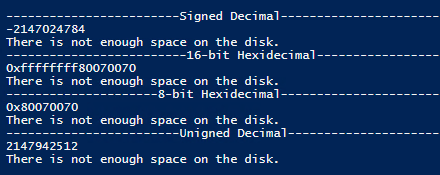 -----------------------Signed Decimal---------------------
-2147024784
There is not enough space on the disk.
------------------------16-bit Hexidecimal----------------
0xffffffff80070070
There is not enough space on the disk.
--------------------8-bit Hexidecimal---------------------
0x80070070
There is not enough space on the disk.
-----------------------Unigned Decimal--------------------
2147942512
There is not enough space on the disk.